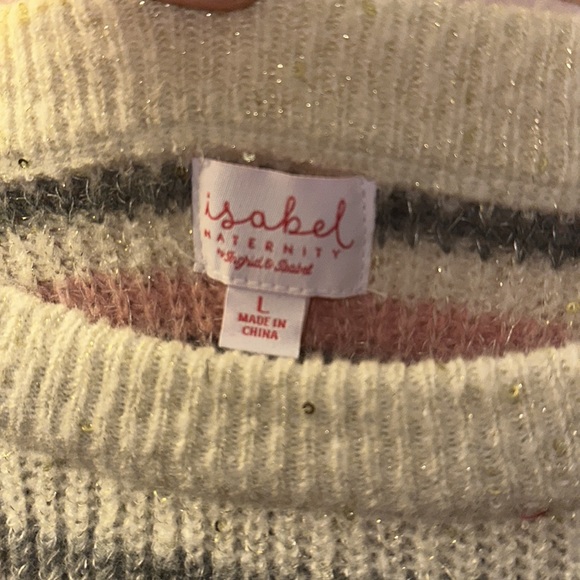 isabel
MATERNITY
by Ingrid & Isabel
L
MADE IN
CHINA